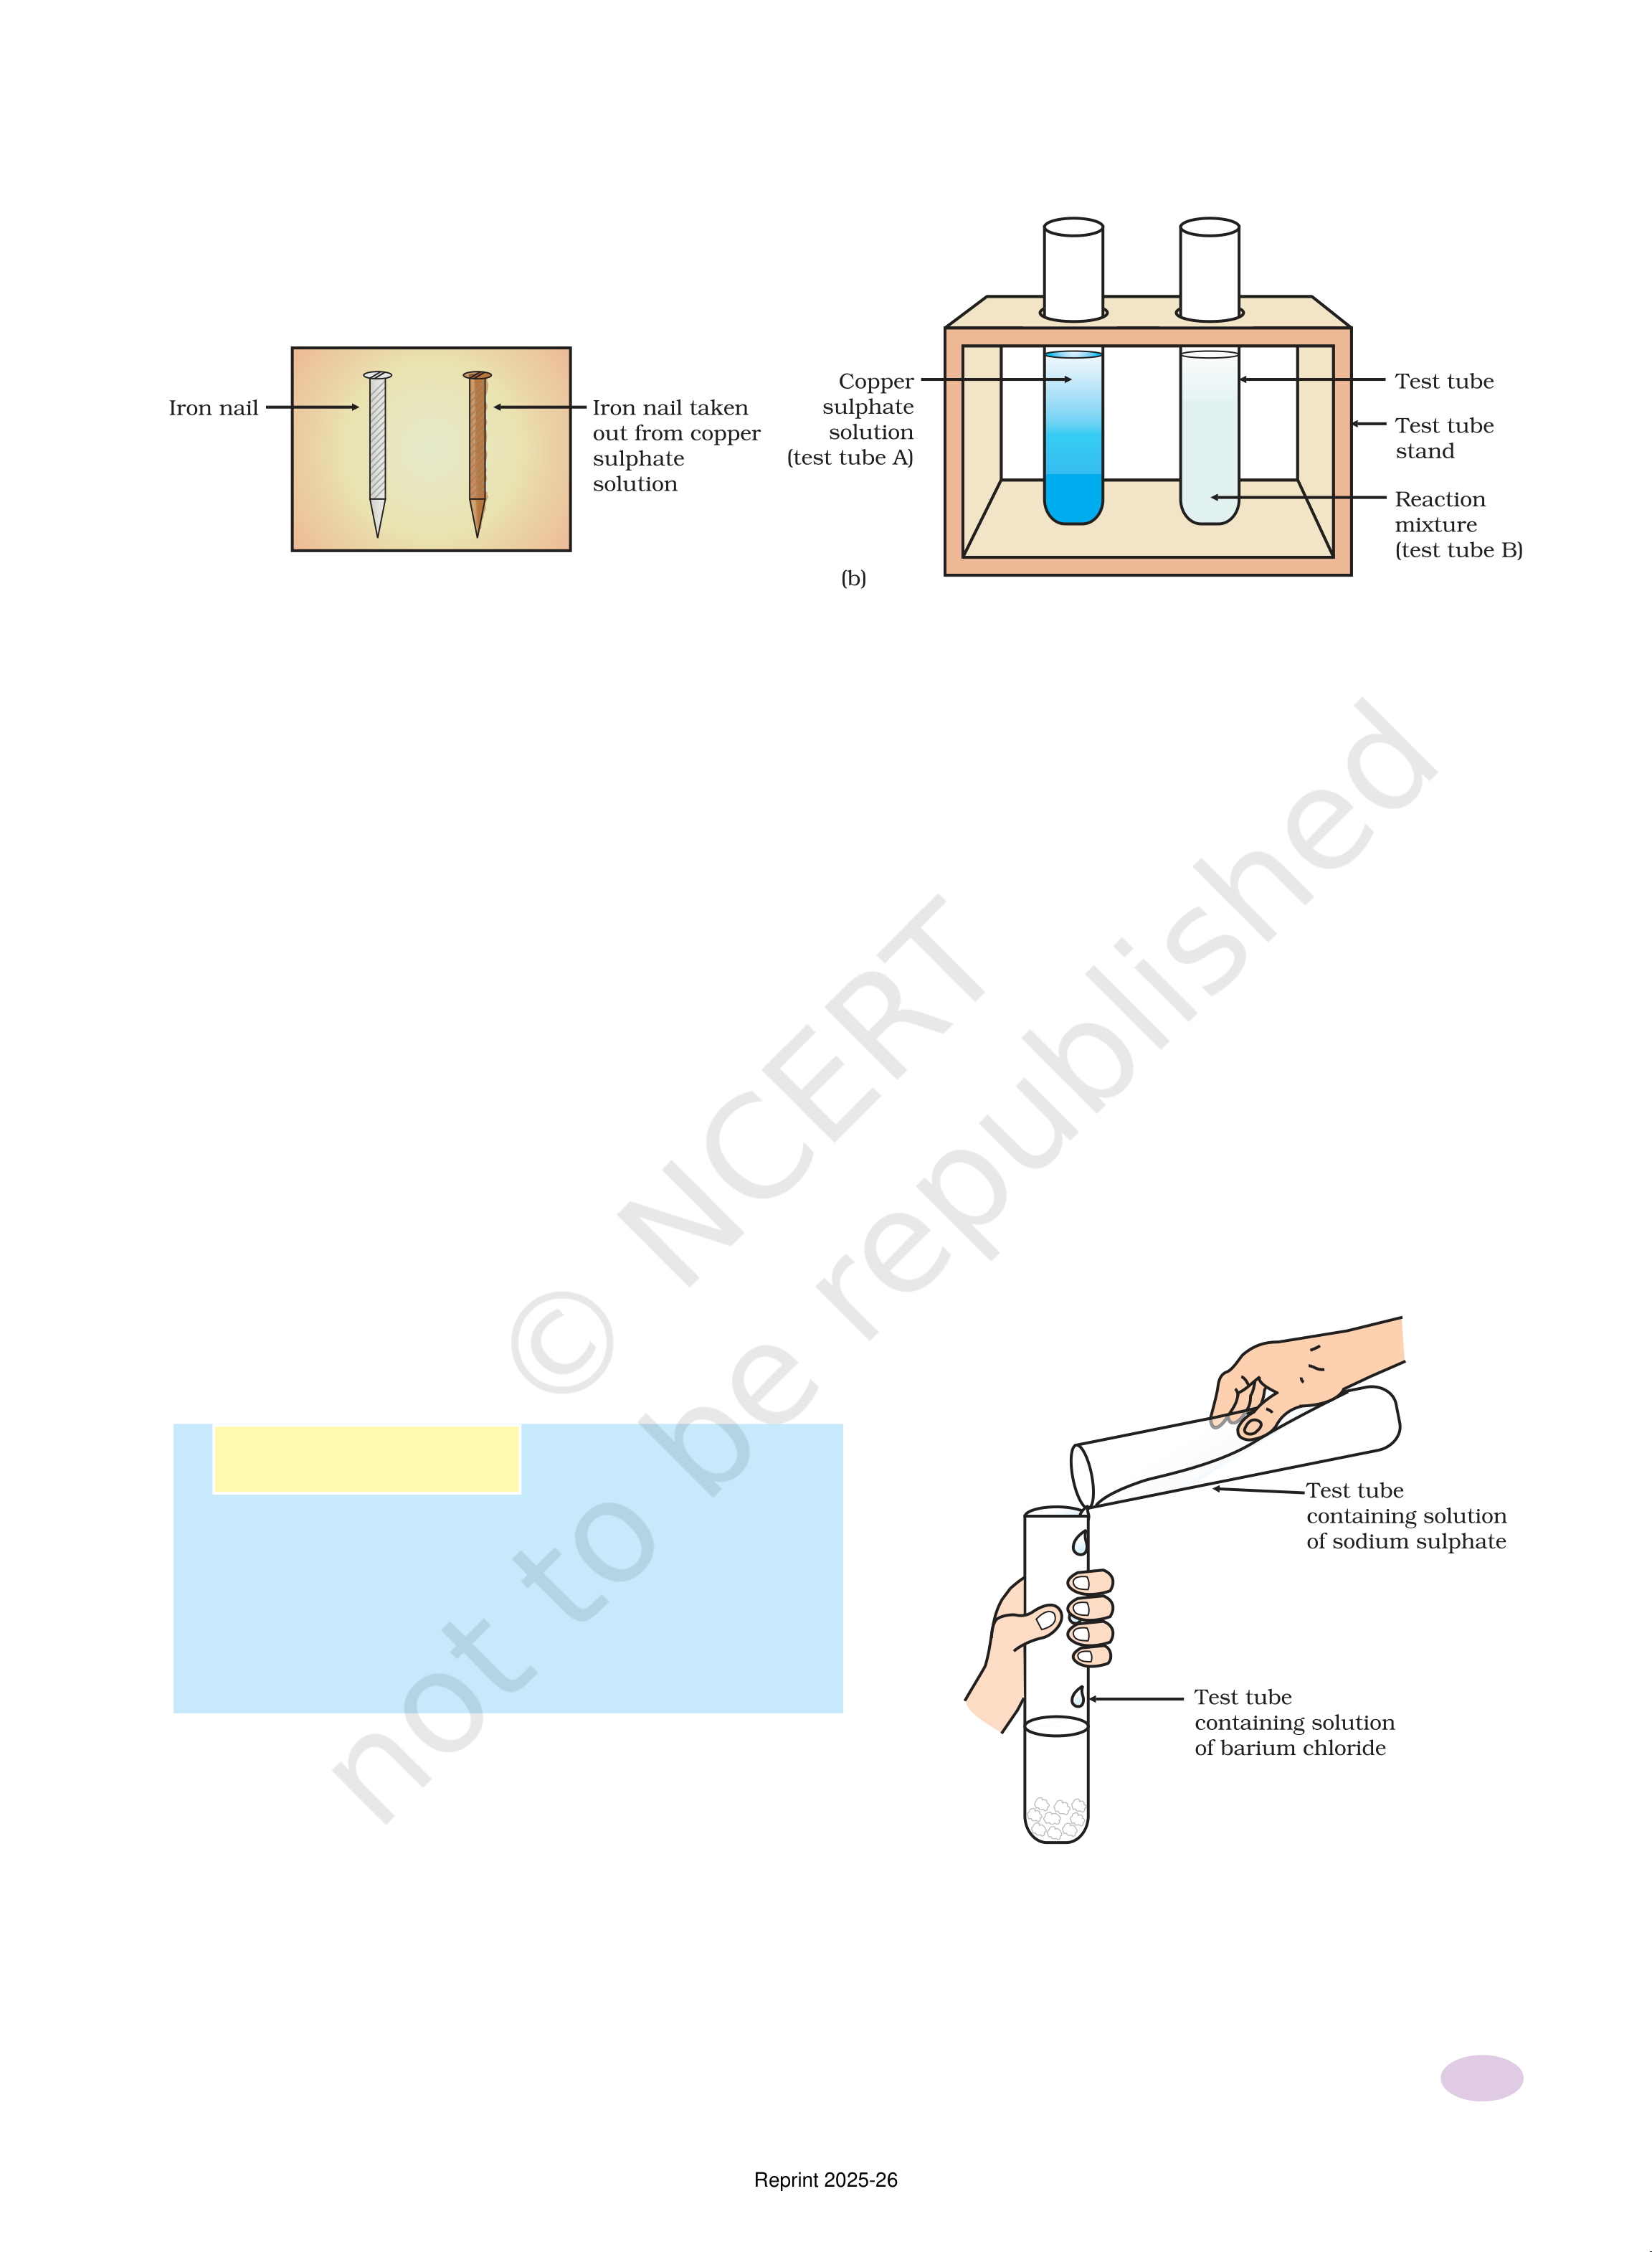 Iron nail
Iron nail taken
out from copper
sulphate
solution
Copper
sulphate
solution
(test tube A)
Test tube
Test tube
stand
Reaction
mixture
(test tube B)
(b)
© NCERT
not to be republished
Test tube
containing solution
of sodium sulphate
Test tube
containing solution
of barium chloride
Reprint 2025-26